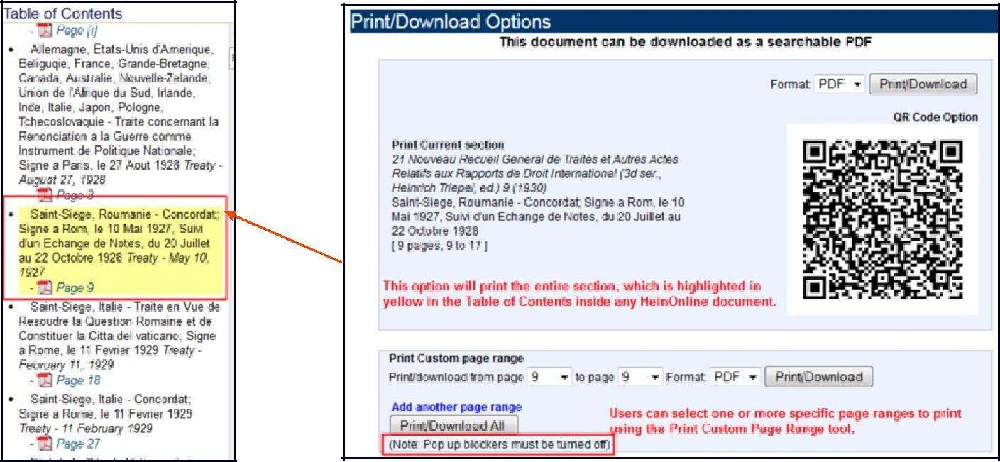 Table of Contents
- Page [i]
• Allemagne, Etats-Unis d'Amerique,
Beliguqie, France, Grande-Bretagne,
Canada, Australie, Nouvelle-Zelande,
Union de l'Afrique du Sud, Irlande,
Inde, Italie, Japon, Pologne,
Tchecoslovaquie - Traite concernant la
Renonciation a la Guerre comme
Instrument de Politique Nationale;
Signe a Paris, le 27 Aout 1928 Treaty -
August 27, 1928
Page 3
• Saint-Siege, Roumanie - Concordat;
Signe a Rom, le 10 Mai 1927, Suivi
d'un Echange de Notes, du 20 Juillet
au 22 Octobre 1928 Treaty - May 10,
1927
- Page 9
• Saint-Siege, Italie - Traite en Vue de
Resoudre la Question Romaine et de
Constituer la Citta del vaticano; Signe
a Rome, le 11 Fevrier 1929 Treaty -
February 11, 1929
- Page 18
• Saint-Siege, Italie - Concordat;
Signe a Rome, le 11 Fevrier 1929
Treaty - 11 February 1929
- Page 27
Print/Download Options
This document can be downloaded as a searchable PDF
Format: PDF Print/Download
QR Code Option
Print Current section
21 Nouveau Recueil General de Traites et Autres Actes
Relatifs aux Rapports de Droit International (3d ser.,
Heinrich Triepel, ed.) 9 (1930)
Saint-Siege, Roumanie - Concordat; Signe a Rom, le 10
Mai 1927, Suivi d'un Echange de Notes, du 20 Juillet au
22 Octobre 1928
[ 9 pages, 9 to 17 ]
This option will print the entire section, which is highlighted in
yellow in the Table of Contents inside any HeinOnline document.
Print Custom page range
Print/download from page 9 to page 9 Format: PDF Print/Download
Add another page range
Print/Download All
(Note: Pop up blockers must be turned off)
Users can select one or more specific page ranges to print
using the Print Custom Page Range tool.